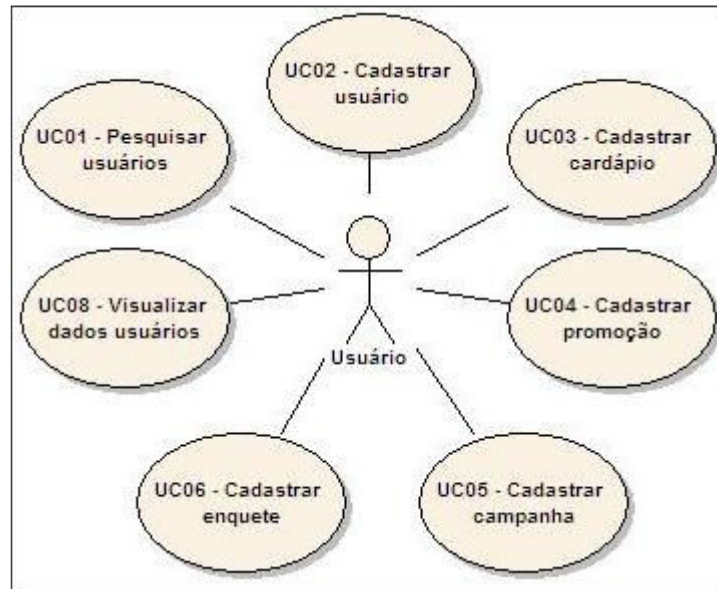 UC02 - Cadastrar
usuário
UC01 - Pesquisar
usuários
UC03 - Cadastrar
cardápio
UC08 - Visualizar
dados usuários
UC04 - Cadastrar
promoção
Usuário
UC06 - Cadastrar
enquete
UC05 - Cadastrar
campanha